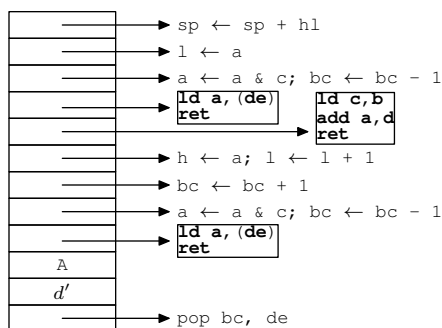 sp ← sp + hl
l ← a
a ← a & c; bc ← bc - 1
ld a,(de)
ret
ld c,b
add a,d
ret
h ← a; l ← l + 1
bc ← bc + 1
a ← a & c; bc ← bc - 1
ld a,(de)
ret
A
d′
pop bc, de